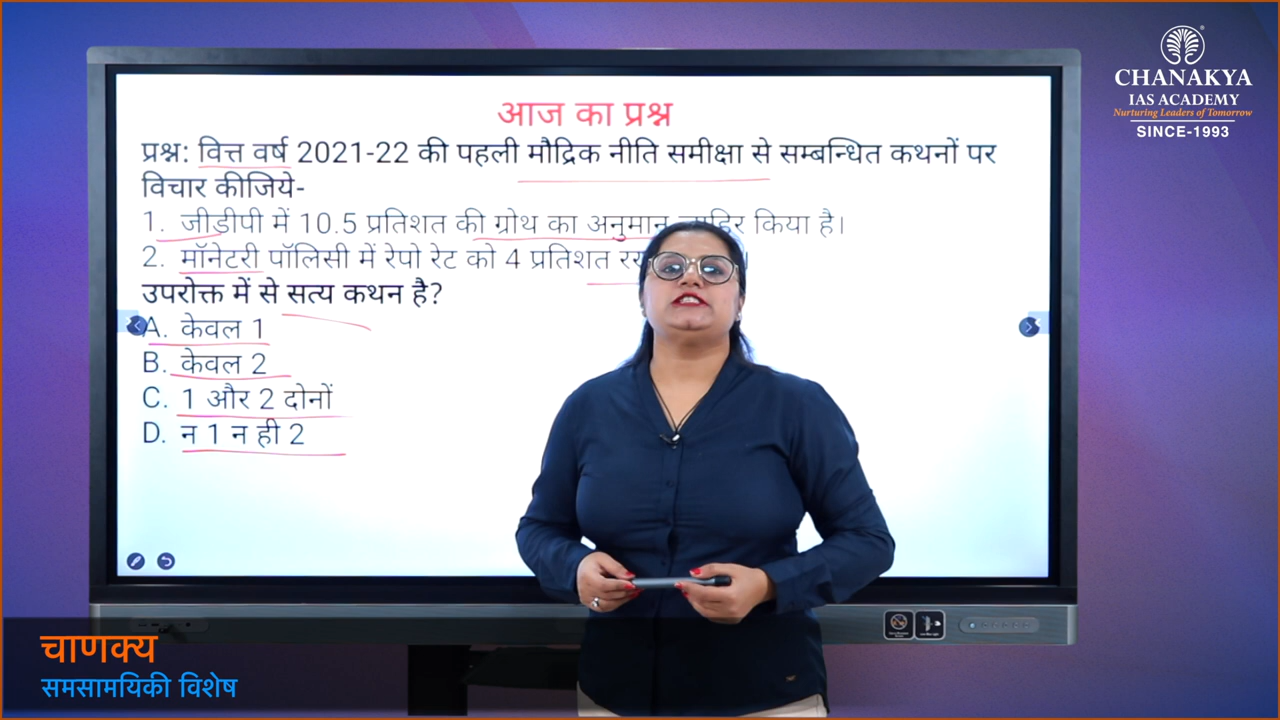 आज का प्रश्न
प्रश्न: वित्त वर्ष 2021-22 की पहली मौद्रिक नीति समीक्षा से सम्बन्धित कथनों पर
विचार कीजिये-
1. जीडीपी में 10.5 प्रतिशत की ग्रोथ का अनुमान किया है।
2. मॉनेटरी पॉलिसी में रेपो रेट को 4 प्रतिशत
उपरोक्त में से सत्य कथन है?
A. केवल 1
B. केवल 2
C. 1 और 2 दोनों
D. न 1 न ही 2
CHANAKYA
IAS ACADEMY
Nurturing Leaders of Tomorrow
SINCE-1993
चाणक्य
समसामयिकी विशेष